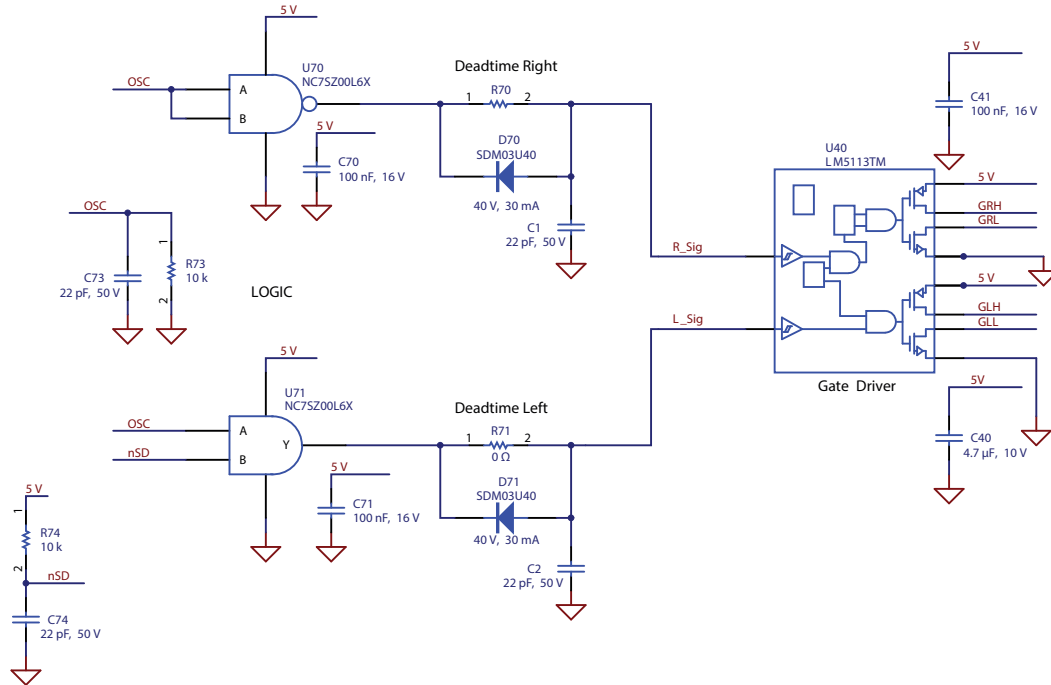 5 V
U70
NC7SZ00L6X
OSC
A
B
5 V
C70
100 nF, 16 V
Deadtime Right
1
R70
2
D70
SDM03U40
40 V, 30 mA
C1
22 pF, 50 V
5 V
C41
100 nF, 16 V
U40
LM5113TM
5 V
GRH
GRL
5 V
GLH
GLL
R_Sig
L_Sig
Gate Driver
5V
C40
4.7 µF, 10 V
OSC
C73
22 pF, 50 V
1
R73
10 k
2
LOGIC
5 V
U71
NC7SZ00L6X
OSC
nSD
A
B
Y
5 V
C71
100 nF, 16 V
Deadtime Left
1
R71
2
0 Ω
D71
SDM03U40
40 V, 30 mA
C2
22 pF, 50 V
5 V
1
R74
10 k
2
nSD
C74
22 pF, 50 V